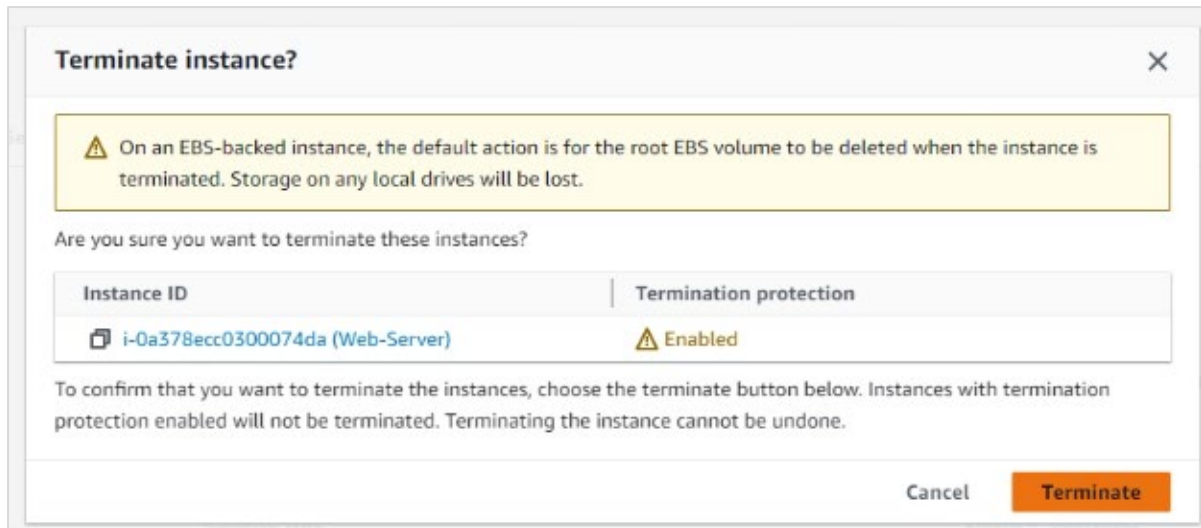 Terminate instance?
On an EBS-backed instance, the default action is for the root EBS volume to be deleted when the instance is
terminated. Storage on any local drives will be lost.
Are you sure you want to terminate these instances?
Instance ID Termination protection
i-0a378ecc0300074da (Web-Server) Enabled
To confirm that you want to terminate the instances, choose the terminate button below. Instances with termination
protection enabled will not be terminated. Terminating the instance cannot be undone.
Cancel Terminate